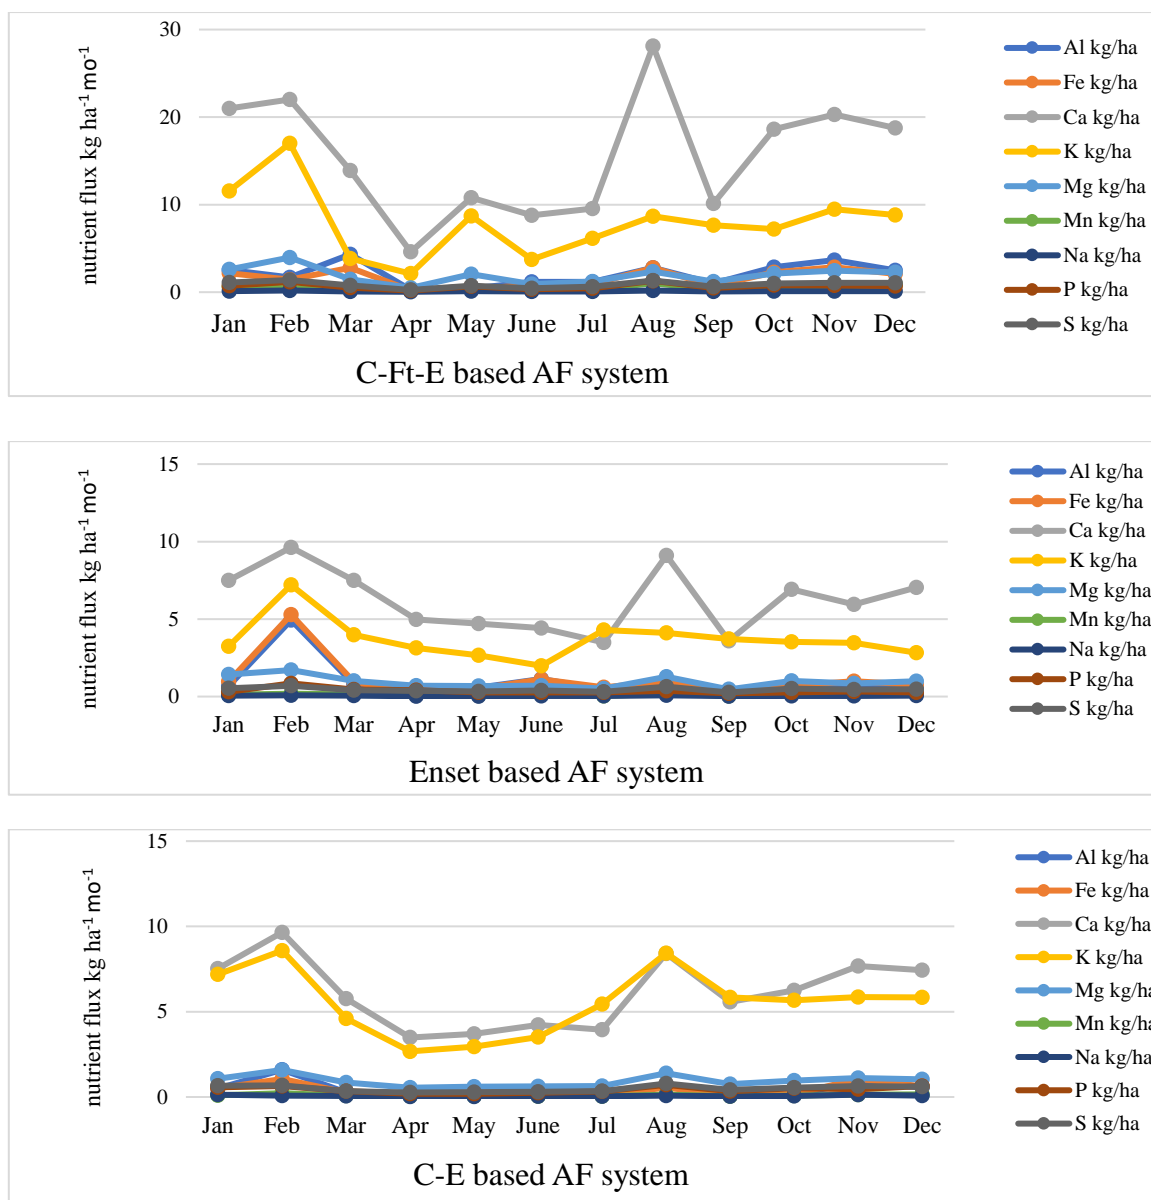 nutrient flux kg ha-1 mo-1
30
20
10
0
Jan Feb Mar Apr May June Jul Aug Sep Oct Nov Dec
C-Ft-E based AF system
Al kg/ha
Fe kg/ha
Ca kg/ha
K kg/ha
Mg kg/ha
Mn kg/ha
Na kg/ha
P kg/ha
S kg/ha
nutrient flux kg ha-1 mo-1
15
10
5
0
Jan Feb Mar Apr May June Jul Aug Sep Oct Nov Dec
Enset based AF system
Al kg/ha
Fe kg/ha
Ca kg/ha
K kg/ha
Mg kg/ha
Mn kg/ha
Na kg/ha
P kg/ha
S kg/ha
nutrient flux kg ha-1 mo-1
15
10
5
0
Jan Feb Mar Apr May June Jul Aug Sep Oct Nov Dec
C-E based AF system
Al kg/ha
Fe kg/ha
Ca kg/ha
K kg/ha
Mg kg/ha
Mn kg/ha
Na kg/ha
P kg/ha
S kg/ha